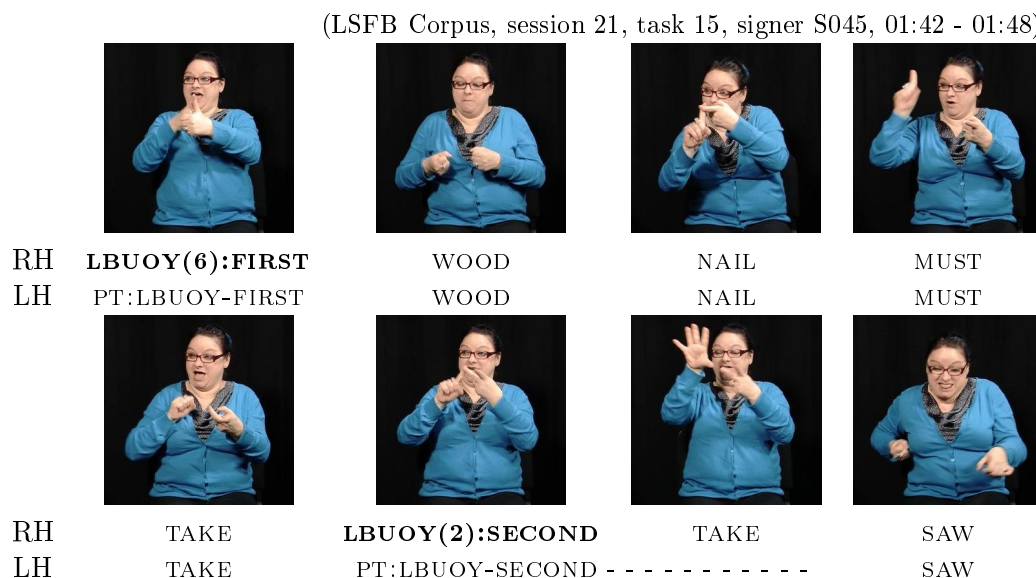 (LSFB Corpus, session 21, task 15, signer S045, 01:42 - 01:48)
RH LBUOY(6):FIRST WOOD NAIL MUST
LH PT:LBUOY-FIRST WOOD NAIL MUST
RH TAKE LBUOY(2):SECOND TAKE SAW
LH TAKE PT:LBUOY-SECOND - - - - - - - - - - - SAW